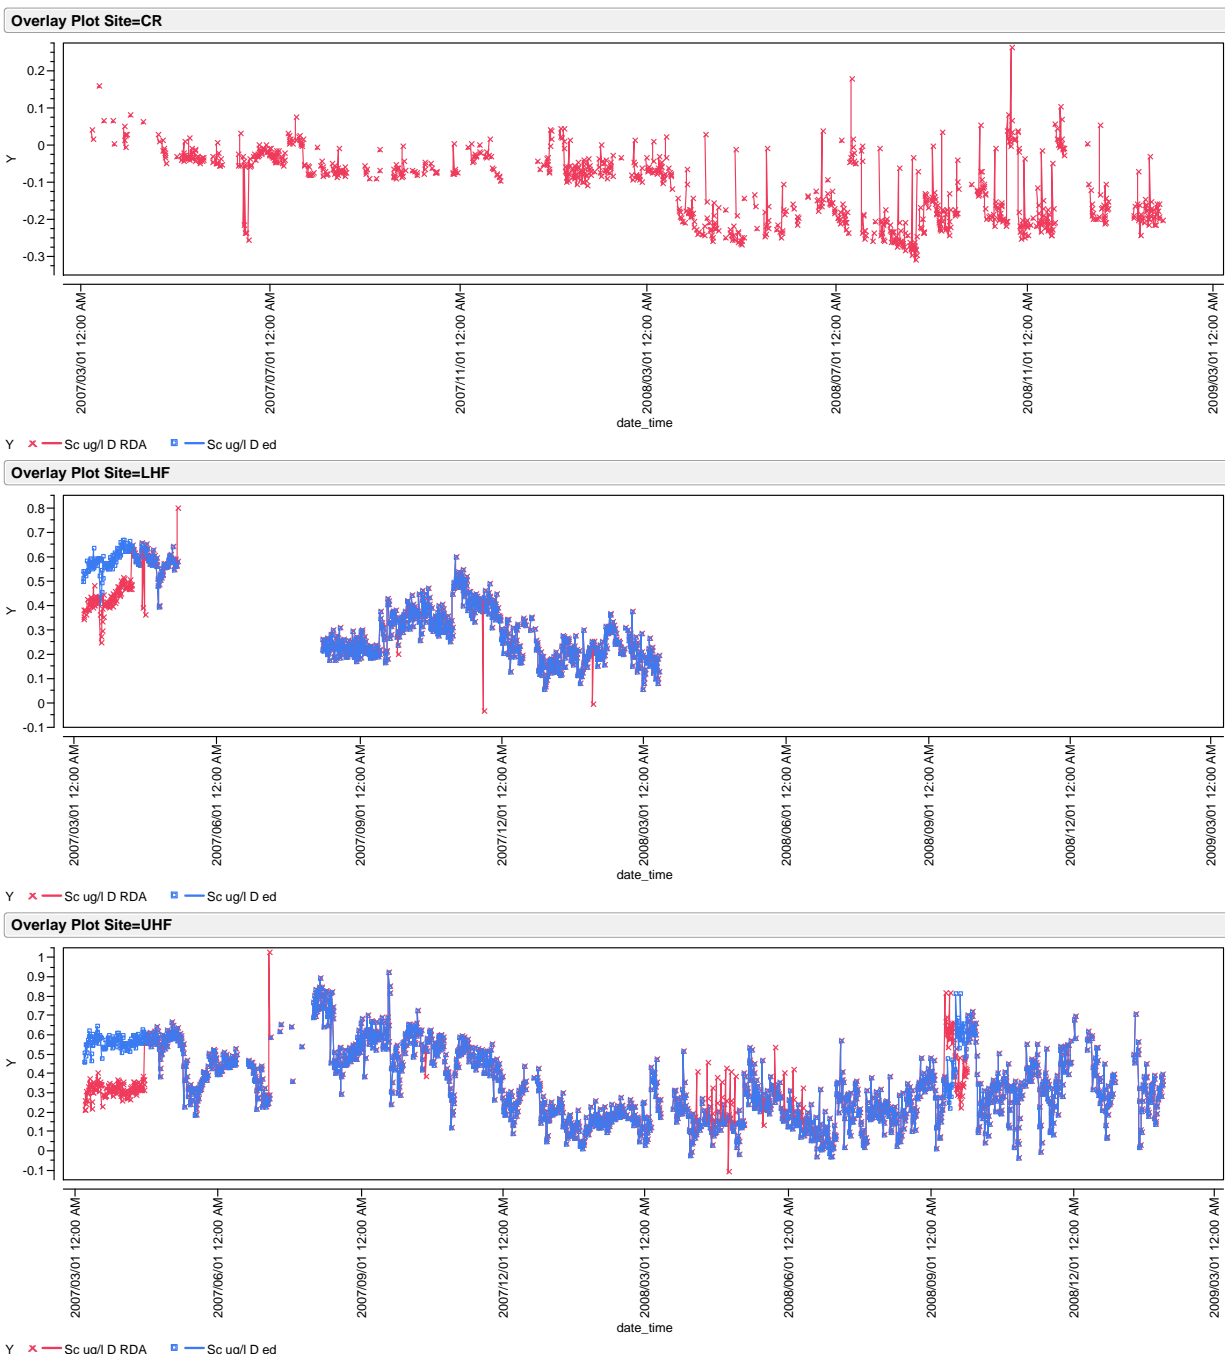 Overlay Plot Site=CR
0.2
0.1
0
-0.1
-0.2
-0.3
Y
2007/03/01 12:00 AM
2007/07/01 12:00 AM
2007/11/01 12:00 AM
2008/03/01 12:00 AM
2008/07/01 12:00 AM
2008/11/01 12:00 AM
2009/03/01 12:00 AM
date_time
Y Sc ug/l D RDA Sc ug/l D ed
Overlay Plot Site=LHF
0.8
0.7
0.6
0.5
0.4
0.3
0.2
0.1
0
-0.1
Y
2007/03/01 12:00 AM
2007/06/01 12:00 AM
2007/09/01 12:00 AM
2007/12/01 12:00 AM
2008/03/01 12:00 AM
2008/06/01 12:00 AM
2008/09/01 12:00 AM
2008/12/01 12:00 AM
2009/03/01 12:00 AM
date_time
Y Sc ug/l D RDA Sc ug/l D ed
Overlay Plot Site=UHF
1
0.9
0.8
0.7
0.6
0.5
0.4
0.3
0.2
0.1
0
-0.1
Y
2007/03/01 12:00 AM
2007/06/01 12:00 AM
2007/09/01 12:00 AM
2007/12/01 12:00 AM
2008/03/01 12:00 AM
2008/06/01 12:00 AM
2008/09/01 12:00 AM
2008/12/01 12:00 AM
2009/03/01 12:00 AM
date_time
Y Sc ug/l D RDA Sc ug/l D ed